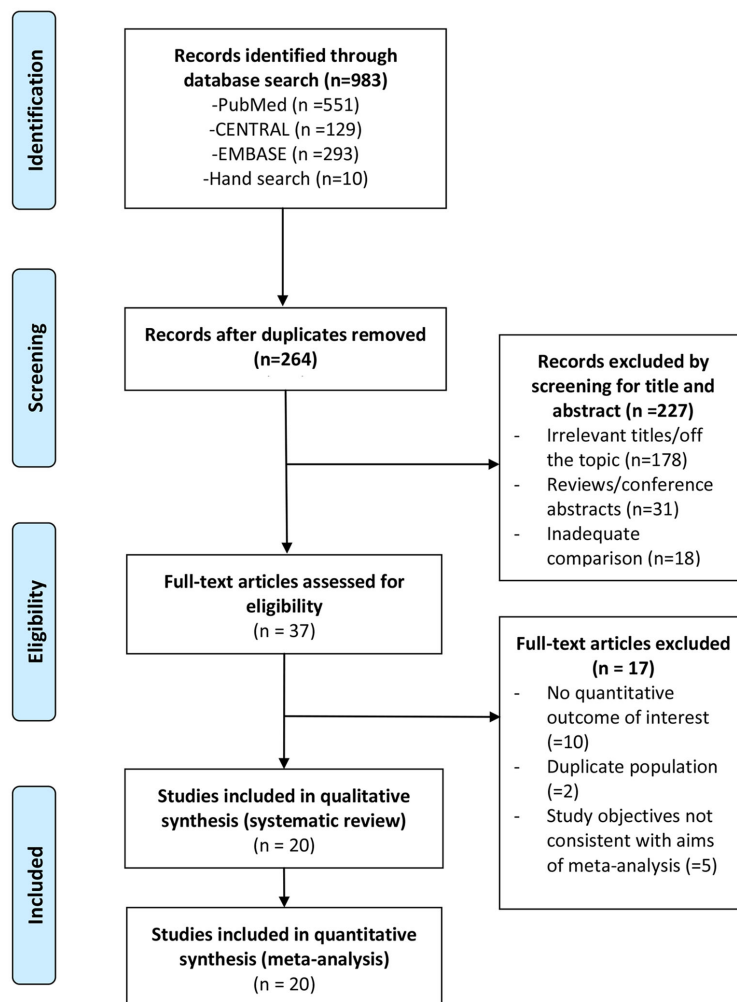 Identification
Records identified through
database search (n=983)
-PubMed (n =551)
-CENTRAL (n =129)
-EMBASE (n =293)
-Hand search (n=10)
Screening
Records after duplicates removed
(n=264)
Records excluded by
screening for title and
abstract (n =227)
- Irrelevant titles/off
the topic (n=178)
- Reviews/conference
abstracts (n=31)
- Inadequate
comparison (n=18)
Eligibility
Full-text articles assessed for
eligibility
(n = 37)
Full-text articles excluded
(n = 17)
- No quantitative
outcome of interest
(=10)
- Duplicate population
(=2)
- Study objectives not
consistent with aims
of meta-analysis (=5)
Included
Studies included in qualitative
synthesis (systematic review)
(n = 20)
Studies included in quantitative
synthesis (meta-analysis)
(n = 20)